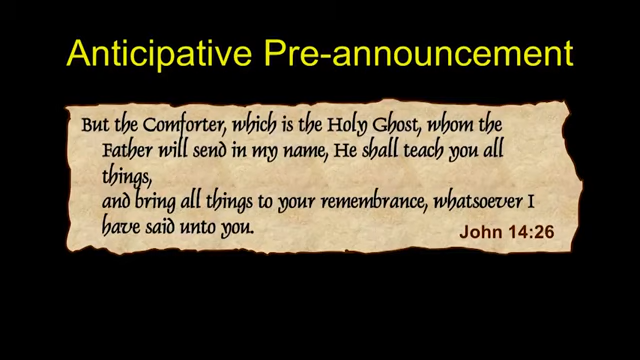 Anticipative Pre-announcement
But the Comforter, which is the Holy Ghost, whom the
Father will send in my name, He shall teach you all
things,
and bring all things to your remembrance, whatsoever I
have said unto you.
John 14:26